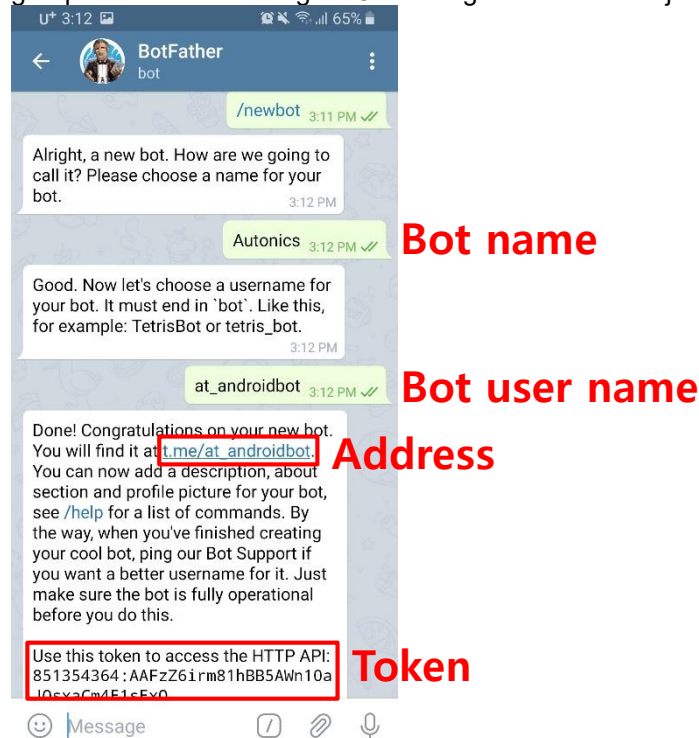 U+ 3:12 65%
BotFather
bot
/newbot 3:11 PM
Alright, a new bot. How are we going to
call it? Please choose a name for your
bot.
3:12 PM
Autonics 3:12 PM
Bot name
Good. Now let's choose a username for
your bot. It must end in `bot`. Like this,
for example: TetrisBot or tetris_bot.
3:12 PM
at_androidbot 3:12 PM
Bot user name
Done! Congratulations on your new bot.
You will find it at t.me/at_androidbot.
Address
You can now add a description, about
section and profile picture for your bot,
see /help for a list of commands. By
the way, when you've finished creating
your cool bot, ping our Bot Support if
you want a better username for it. Just
make sure the bot is fully operational
before you do this.
Use this token to access the HTTP API:
Token
851354364:AAFzZ6irm81hBB5AWn10a
Message